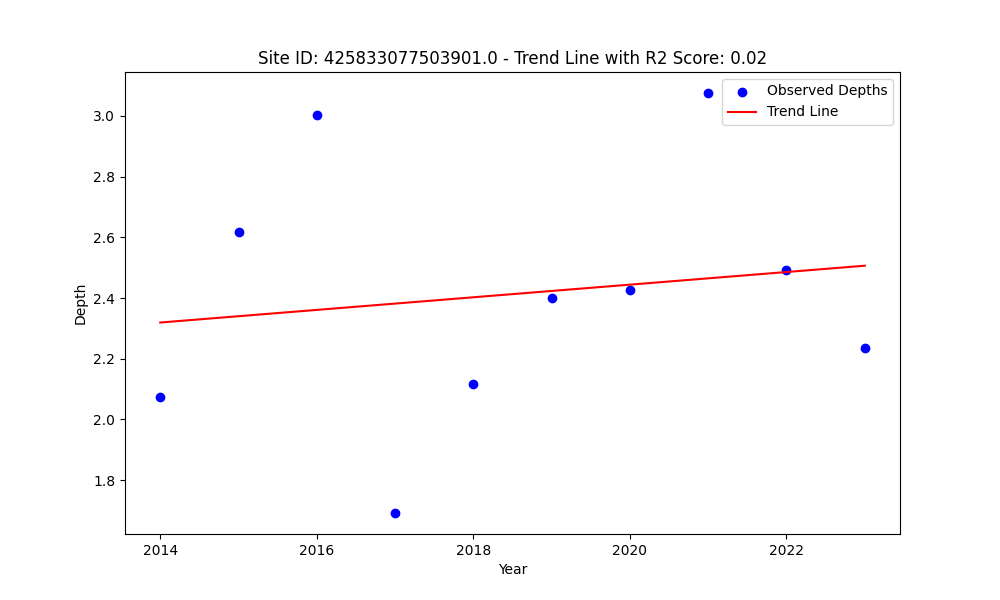 Site ID: 425833077503901.0 - Trend Line with R2 Score: 0.02
Observed Depths
Trend Line
3.0
2.8
2.6
2.4
2.2
2.0
1.8
Depth
2014
2016
2018
2020
2022
Year